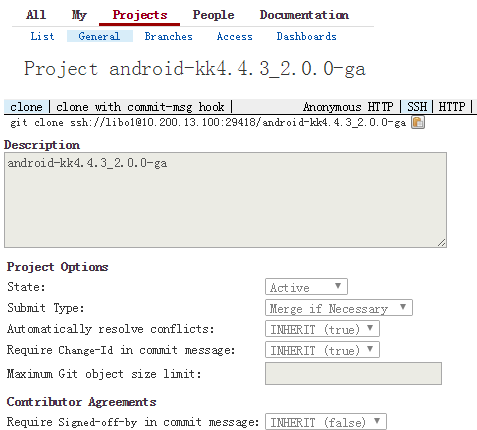 All My Projects People Documentation
List General Branches Access Dashboards
Project android-kk4.4.3_2.0.0-ga
clone | clone with commit-msg hook | Anonymous HTTP | SSH | HTTP |
git clone ssh://libo1@10.200.13.100:29418/android-kk4.4.3_2.0.0-ga
Description
android-kk4.4.3_2.0.0-ga
Project Options
State: Active
Submit Type: Merge if Necessary
Automatically resolve conflicts: INHERIT (true)
Require Change-Id in commit message: INHERIT (true)
Maximum Git object size limit:
Contributor Agreements
Require Signed-off-by in commit message: INHERIT (false)